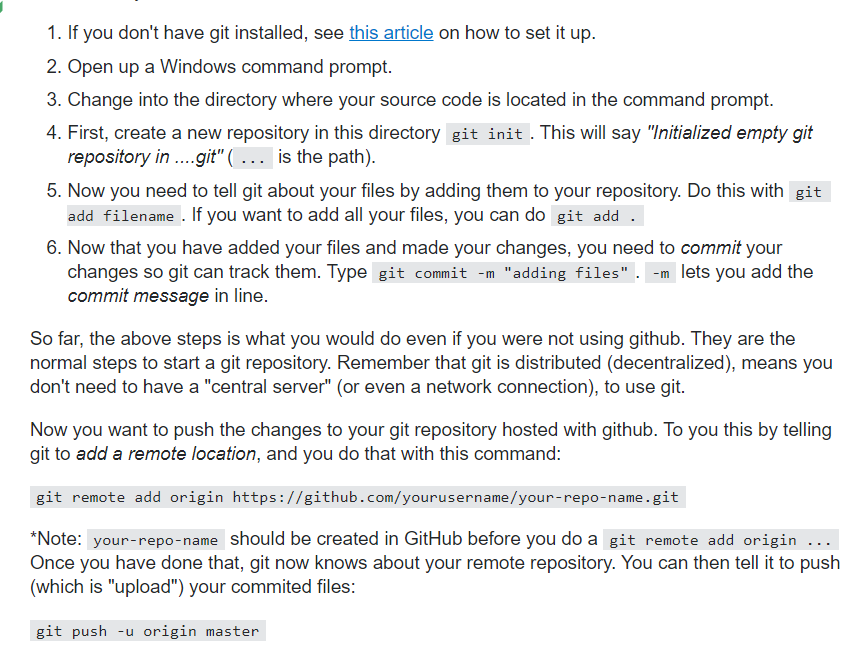 1. If you don't have git installed, see this article on how to set it up.
2. Open up a Windows command prompt.
3. Change into the directory where your source code is located in the command prompt.
4. First, create a new repository in this directory git init . This will say "Initialized empty git
repository in ....git" ( ... is the path).
5. Now you need to tell git about your files by adding them to your repository. Do this with git
add filename . If you want to add all your files, you can do git add .
6. Now that you have added your files and made your changes, you need to commit your
changes so git can track them. Type git commit -m "adding files" . -m lets you add the
commit message in line.
So far, the above steps is what you would do even if you were not using github. They are the
normal steps to start a git repository. Remember that git is distributed (decentralized), means you
don't need to have a "central server" (or even a network connection), to use git.
Now you want to push the changes to your git repository hosted with github. To you this by telling
git to add a remote location, and you do that with this command:
git remote add origin https://github.com/yourusername/your-repo-name.git
*Note: your-repo-name should be created in GitHub before you do a git remote add origin ...
Once you have done that, git now knows about your remote repository. You can then tell it to push
(which is "upload") your commited files:
git push -u origin master